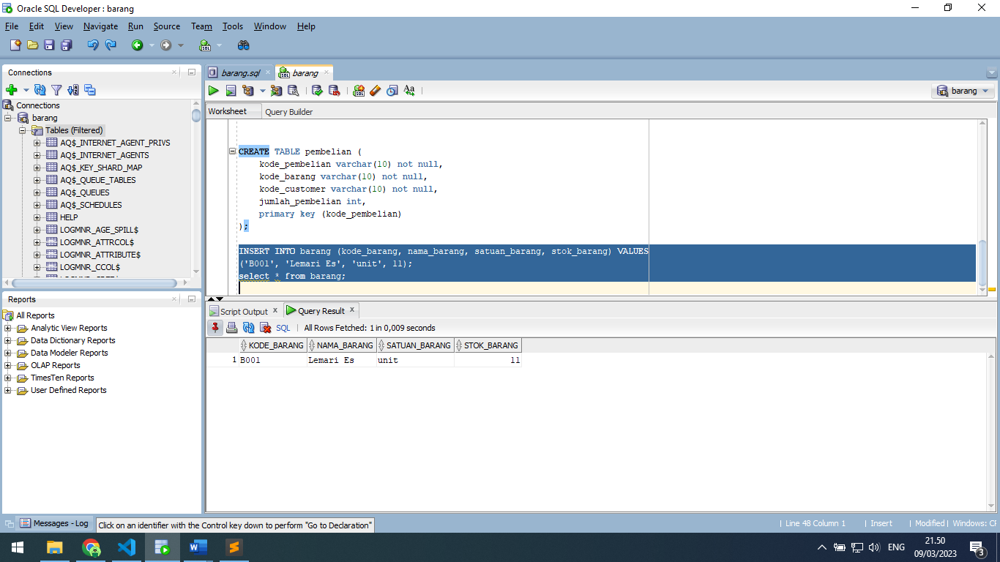 Oracle SQL Developer : barang
File Edit View Navigate Run Source Team Tools Window Help
Connections
Connections
barang
Tables (Filtered)
AQ$_INTERNET_AGENT_PRIVS
AQ$_INTERNET_AGENTS
AQ$_KEY_SHARD_MAP
AQ$_QUEUE_TABLES
AQ$_QUEUES
AQ$_SCHEDULES
HELP
LOGMNR_AGE_SPILL$
LOGMNR_ATTRCOL$
LOGMNR_ATTRIBUTE$
LOGMNR_CCOL$
Reports
All Reports
Analytic View Reports
Data Dictionary Reports
Data Modeler Reports
OLAP Reports
TimesTen Reports
User Defined Reports
barang.sql barang
barang
Worksheet Query Builder
CREATE TABLE pembelian (
kode_pembelian varchar(10) not null,
kode_barang varchar(10) not null,
kode_customer varchar(10) not null,
jumlah_pembelian int,
primary key (kode_pembelian)
);
INSERT INTO barang (kode_barang, nama_barang, satuan_barang, stok_barang) VALUES
('B001', 'Lemari Es', 'unit', 11);
select * from barang;
Script Output Query Result
SQL | All Rows Fetched: 1 in 0,009 seconds
KODE_BARANG NAMA_BARANG SATUAN_BARANG STOK_BARANG
1 B001 Lemari Es unit 11
Messages - Log
Click on an identifier with the Control key down to perform "Go to Declaration"
| Line 48 Column 1 | Insert | Modified | Windows: CF
ENG
21.50
09/03/2023
3